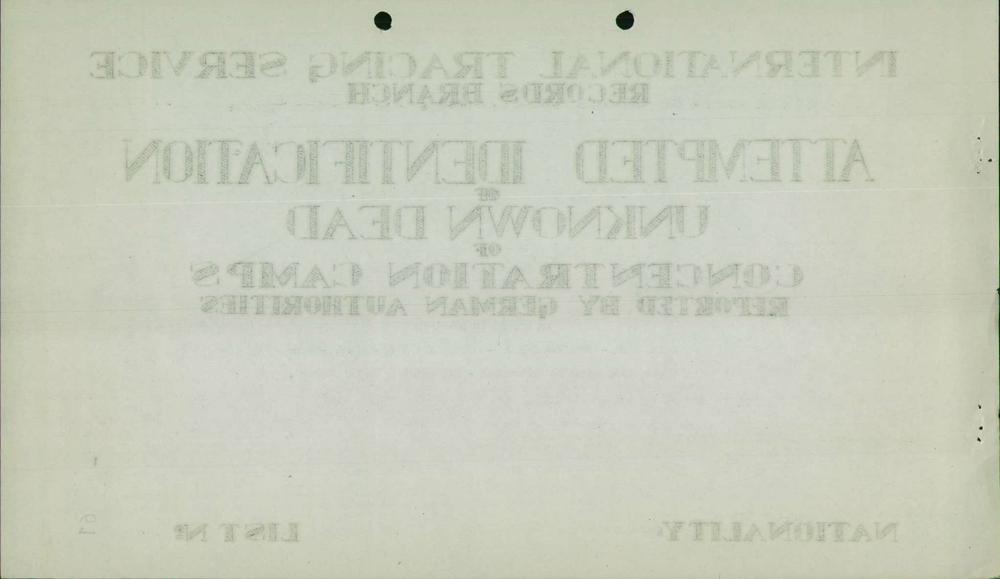 INTERNATIONAL TRACING SERVICE
RECORDS BRANCH
ATTEMPTED IDENTIFICATION
OF
UNKNOWN DEAD
OF
CONCENTRATION CAMPS
REPORTED BY GERMAN AUTHORITIES
NATIONALITY: LIST Nº